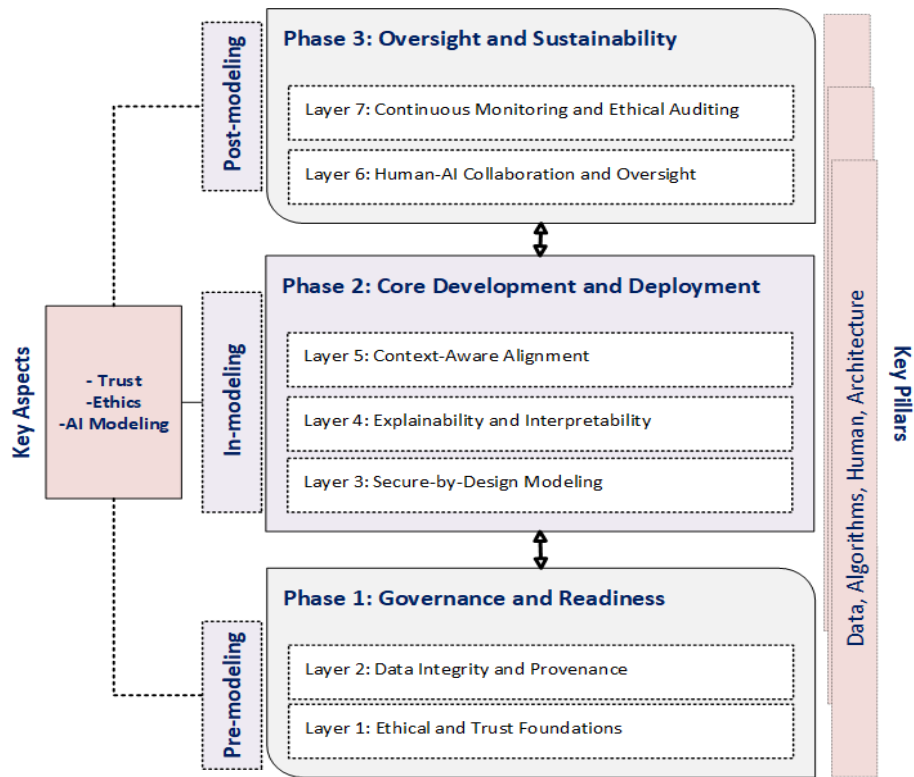 Phase 3: Oversight and Sustainability
Post-modeling
Layer 7: Continuous Monitoring and Ethical Auditing
Layer 6: Human-AI Collaboration and Oversight
Phase 2: Core Development and Deployment
Key Aspects
- Trust
-Ethics
-AI Modeling
In-modeling
Layer 5: Context-Aware Alignment
Layer 4: Explainability and Interpretability
Layer 3: Secure-by-Design Modeling
Data, Algorithms, Human, Architecture
Key Pillars
Phase 1: Governance and Readiness
Pre-modeling
Layer 2: Data Integrity and Provenance
Layer 1: Ethical and Trust Foundations